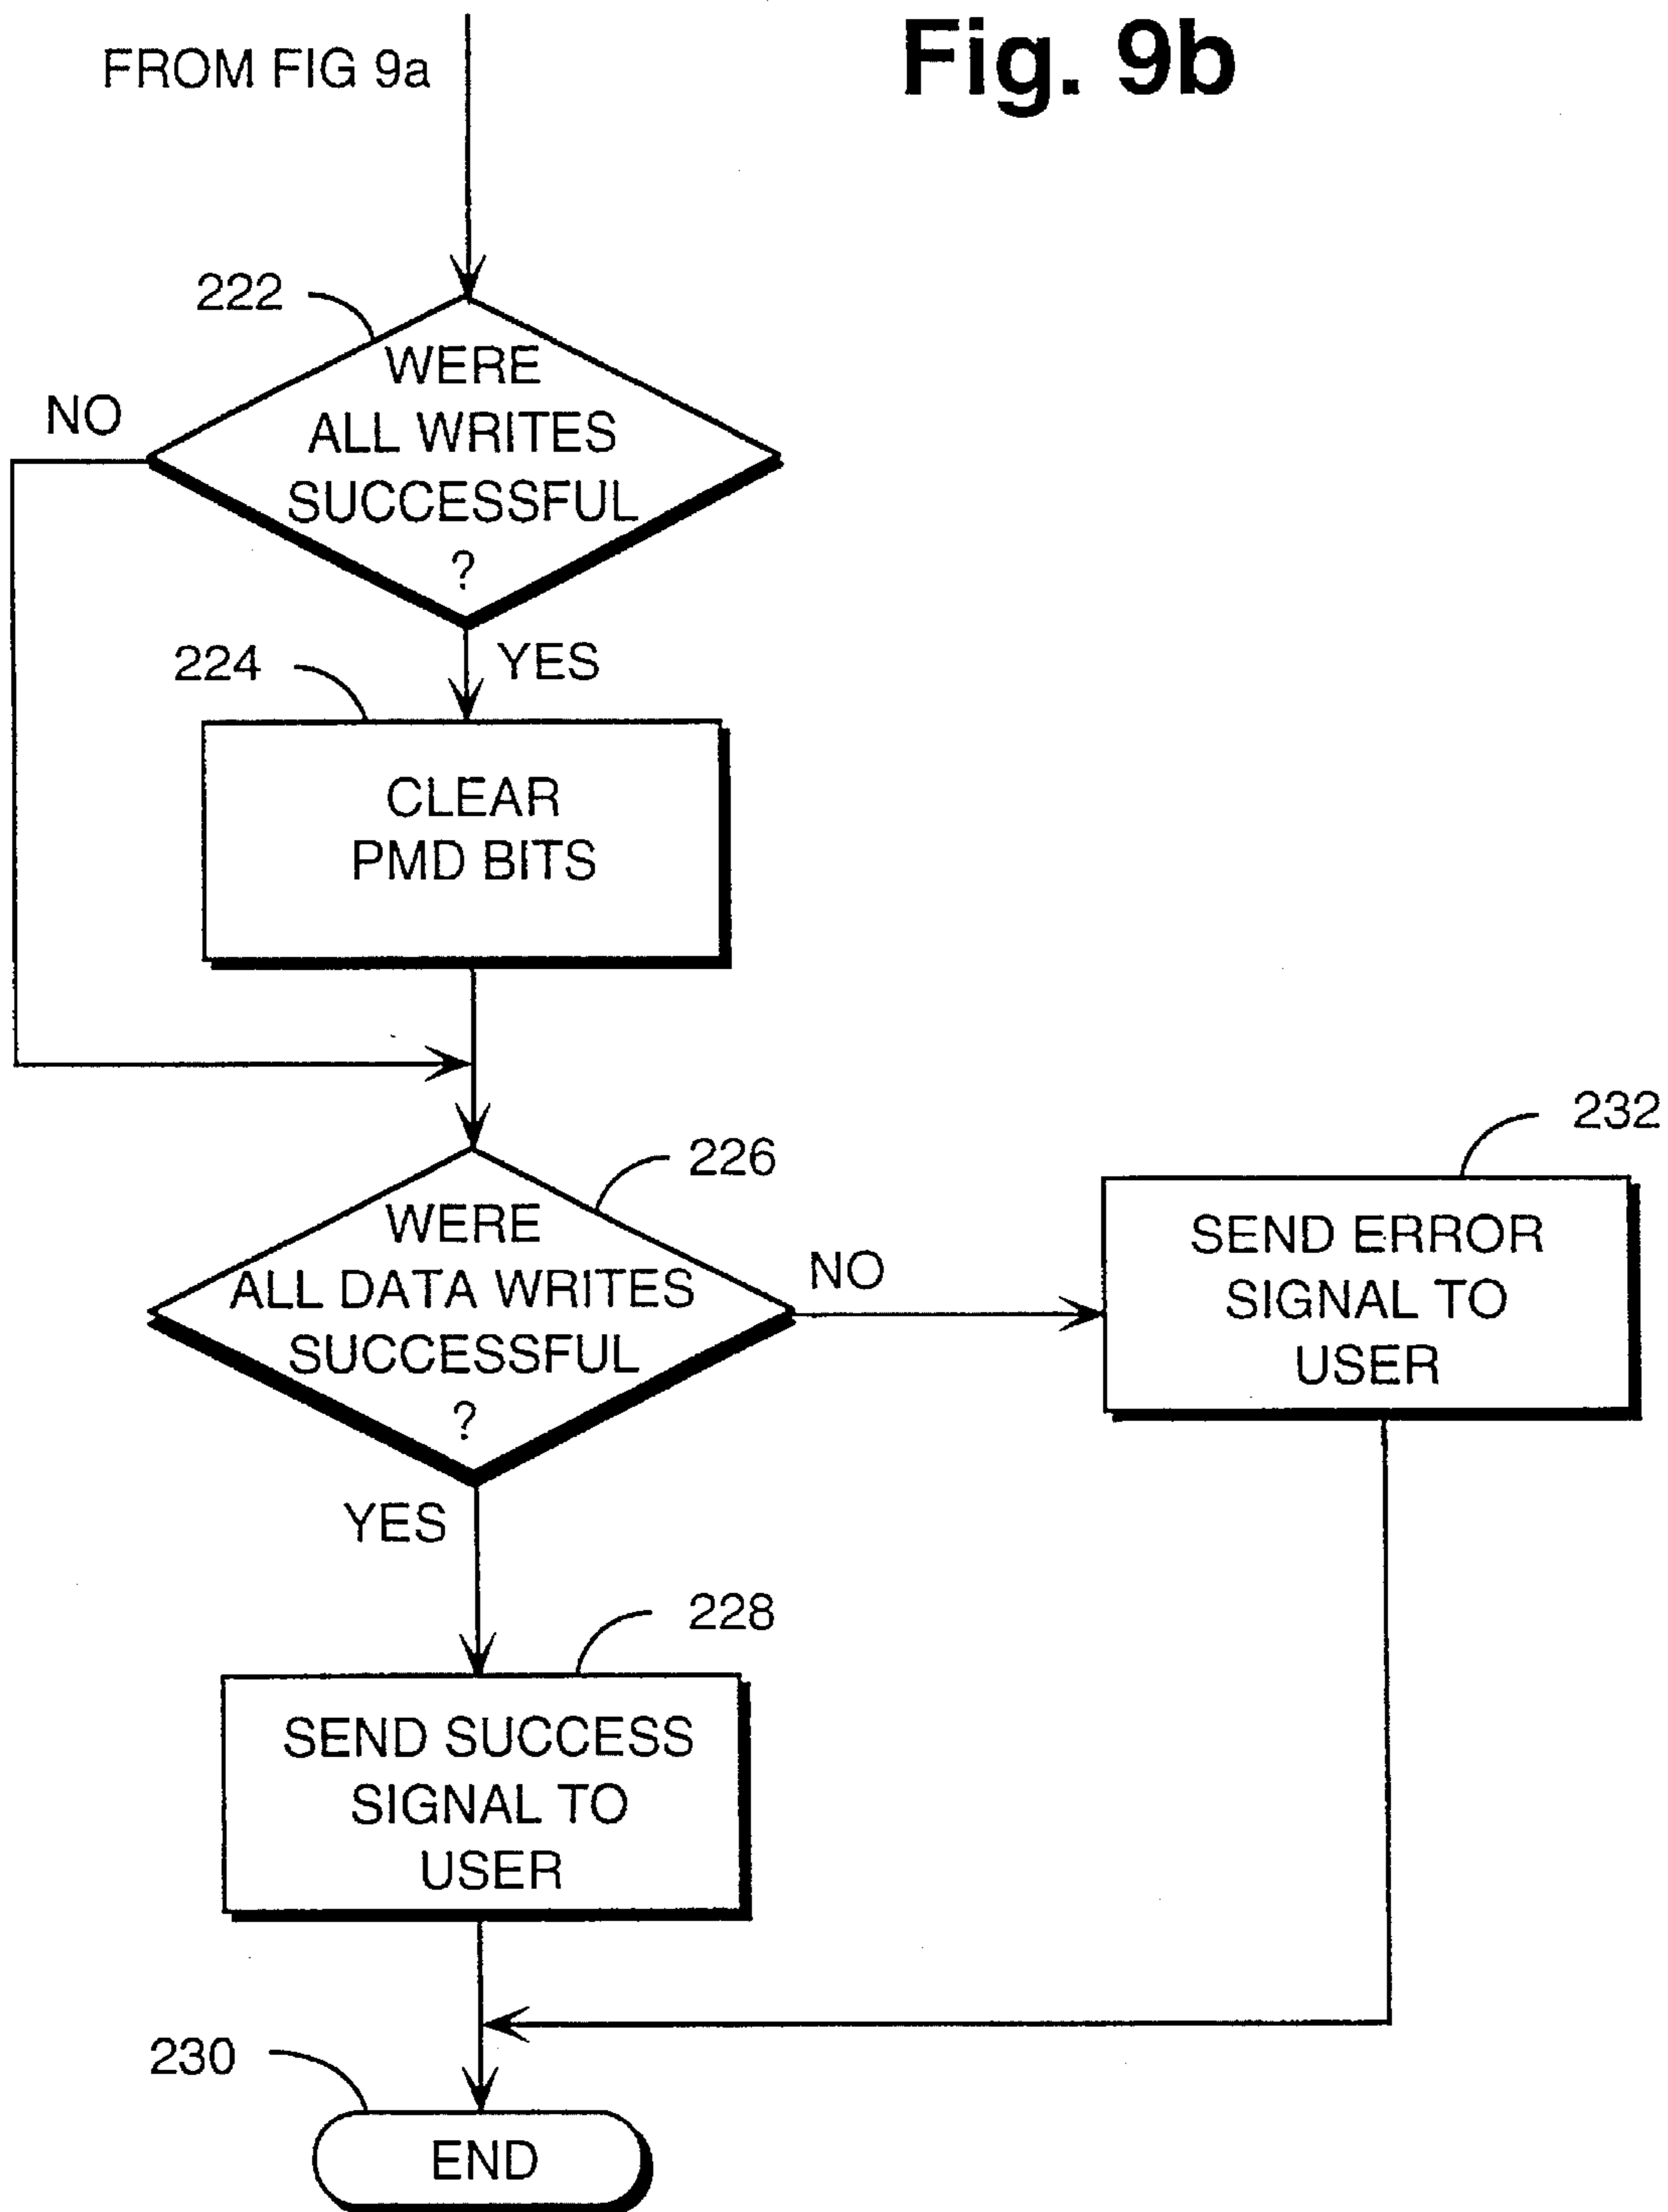 Fig. 9b
FROM FIG 9a
222
WERE
ALL WRITES
SUCCESSFUL
?
NO
YES
224
CLEAR
PMD BITS
226
WERE
ALL DATA WRITES
SUCCESSFUL
?
NO
232
SEND ERROR
SIGNAL TO
USER
YES
228
SEND SUCCESS
SIGNAL TO
USER
230
END